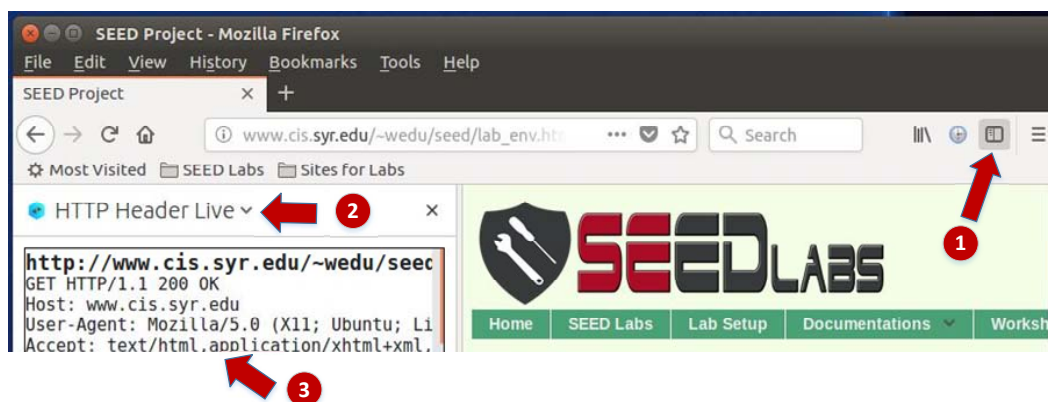 SEED Project - Mozilla Firefox
File Edit View History Bookmarks Tools Help
SEED Project × +
www.cis.syr.edu/~wedu/seed/lab_env.ht ••• Search
Most Visited SEED Labs Sites for Labs
1
HTTP Header Live 2 ×
SEEDLABS
http://www.cis.syr.edu/~wedu/seed
GET HTTP/1.1 200 OK
Host: www.cis.syr.edu
User-Agent: Mozilla/5.0 (X11; Ubuntu; Li
Accept: text/html,application/xhtml+xml,
Home SEED Labs Lab Setup Documentations Worksh
3